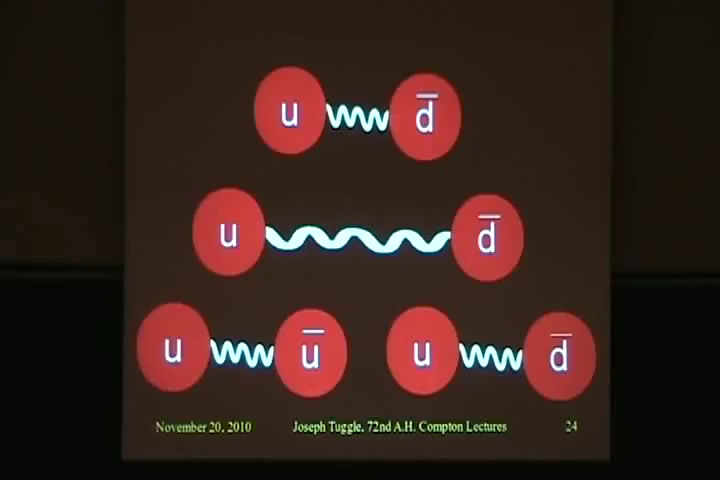 u d̅
u d̅
u u̅ u d̅
November 20, 2010 Joseph Tuggle, 72nd A.H. Compton Lectures 24